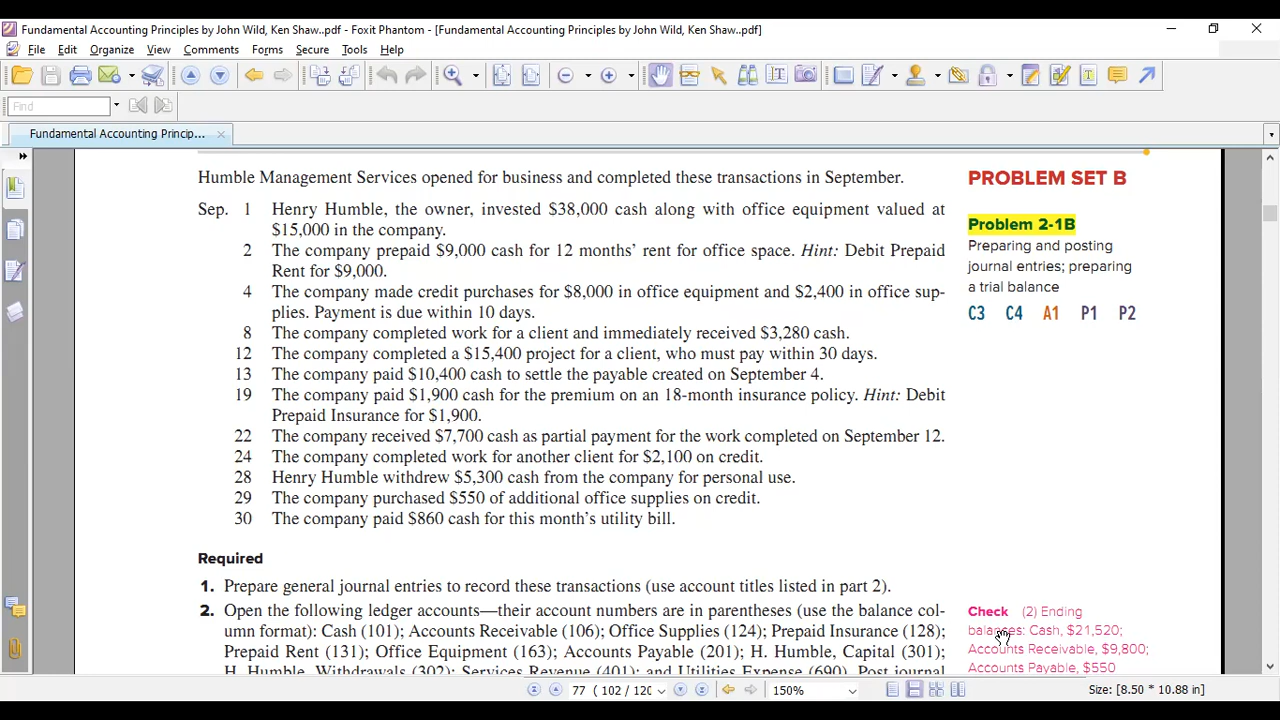 Fundamental Accounting Principles by John Wild, Ken Shaw..pdf - Foxit Phantom - [Fundamental Accounting Principles by John Wild, Ken Shaw..pdf]
File Edit Organize View Comments Forms Secure Tools Help
Find
Fundamental Accounting Princip...
Humble Management Services opened for business and completed these transactions in September.
PROBLEM SET B
Sep. 1 Henry Humble, the owner, invested $38,000 cash along with office equipment valued at
$15,000 in the company.
Problem 2-1B
Preparing and posting
journal entries; preparing
a trial balance
C3 C4 A1 P1 P2
2 The company prepaid $9,000 cash for 12 months' rent for office space. Hint: Debit Prepaid
Rent for $9,000.
4 The company made credit purchases for $8,000 in office equipment and $2,400 in office sup-
plies. Payment is due within 10 days.
8 The company completed work for a client and immediately received $3,280 cash.
12 The company completed a $15,400 project for a client, who must pay within 30 days.
13 The company paid $10,400 cash to settle the payable created on September 4.
19 The company paid $1,900 cash for the premium on an 18-month insurance policy. Hint: Debit
Prepaid Insurance for $1,900.
22 The company received $7,700 cash as partial payment for the work completed on September 12.
24 The company completed work for another client for $2,100 on credit.
28 Henry Humble withdrew $5,300 cash from the company for personal use.
29 The company purchased $550 of additional office supplies on credit.
30 The company paid $860 cash for this month's utility bill.
Required
1. Prepare general journal entries to record these transactions (use account titles listed in part 2).
2. Open the following ledger accounts—their account numbers are in parentheses (use the balance col-
umn format): Cash (101); Accounts Receivable (106); Office Supplies (124); Prepaid Insurance (128);
Prepaid Rent (131); Office Equipment (163); Accounts Payable (201); H. Humble, Capital (301);
H. Humble, Withdrawals (302); Services Revenue (401); and Utilities Expense (690). Post journal
Check (2) Ending
balances: Cash, $21,520;
Accounts Receivable, $9,800;
Accounts Payable, $550
77 (102 / 120
150%
Size: [8.50 * 10.88 in]